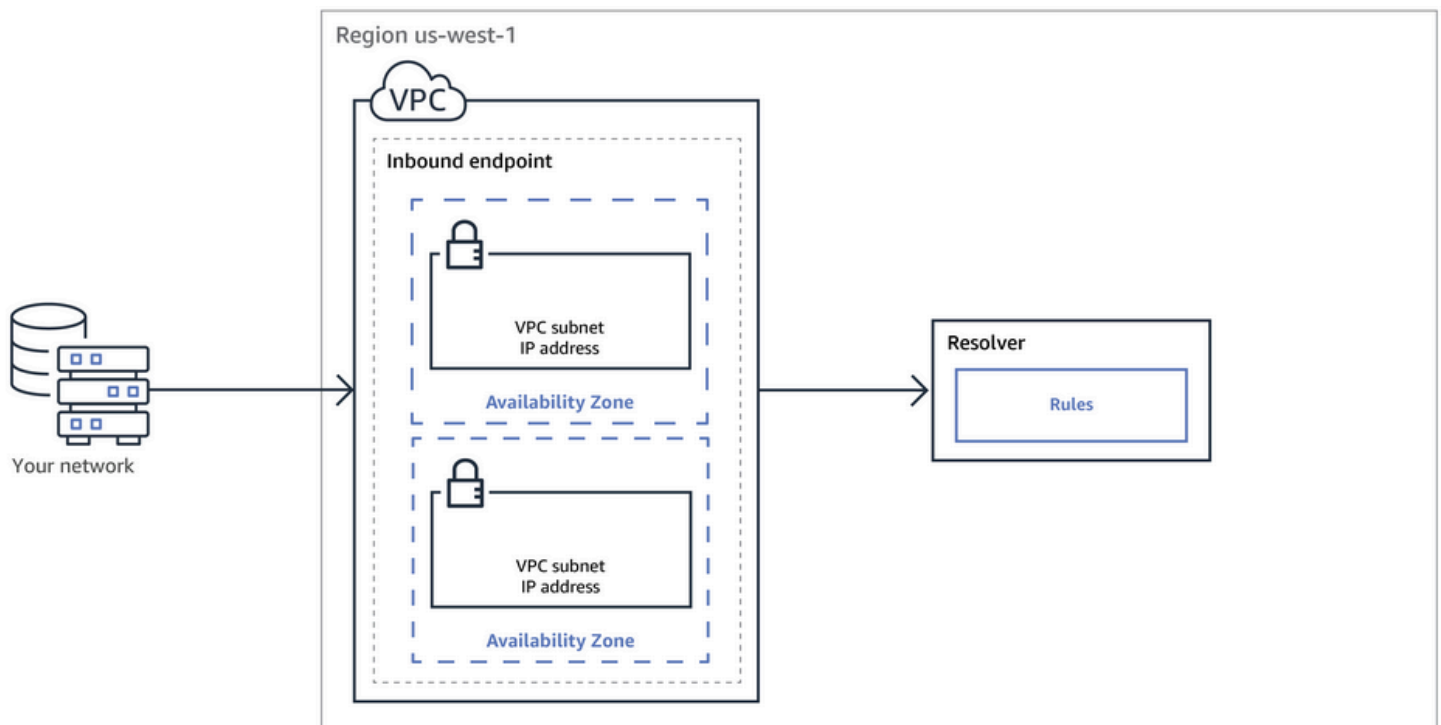 Region us-west-1
VPC
Inbound endpoint
VPC subnet
IP address
Availability Zone
VPC subnet
IP address
Availability Zone
Your network
Resolver
Rules